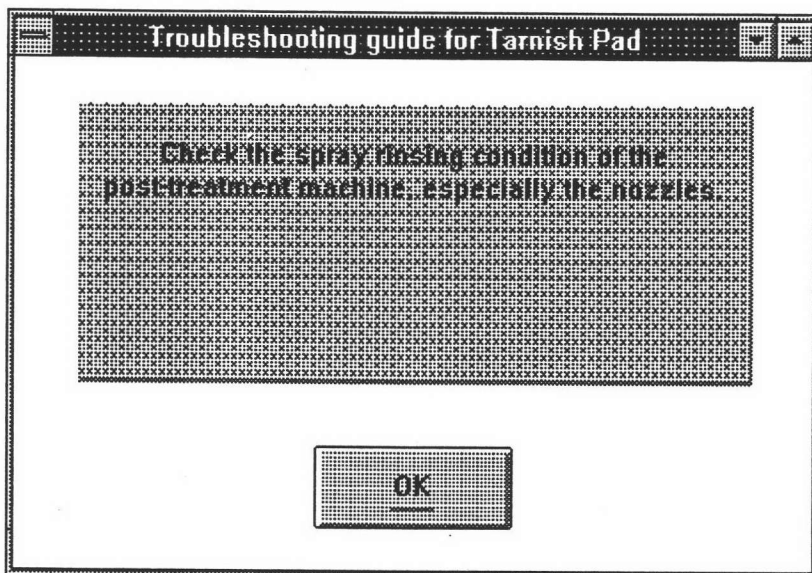 Troubleshooting guide for Tarnish Pad
Check the spray rinsing condition of the
post-treatment machine, especially the nozzles.
OK